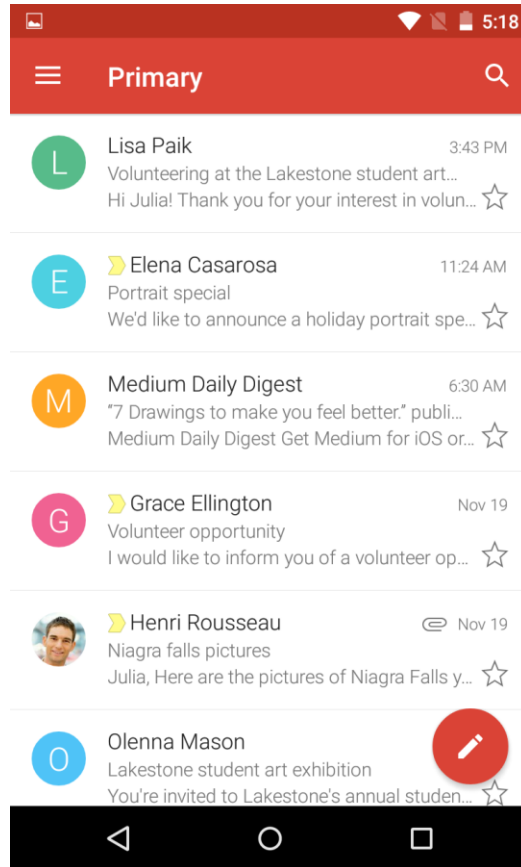 5:18
Primary
L
Lisa Paik 3:43 PM
Volunteering at the Lakestone student art...
Hi Julia! Thank you for your interest in volun...
E
Elena Casarosa 11:24 AM
Portrait special
We'd like to announce a holiday portrait spe...
M
Medium Daily Digest 6:30 AM
“7 Drawings to make you feel better.” publi...
Medium Daily Digest Get Medium for iOS or...
G
Grace Ellington Nov 19
Volunteer opportunity
I would like to inform you of a volunteer op...
Henri Rousseau Nov 19
Niagra falls pictures
Julia, Here are the pictures of Niagra Falls y...
O
Olenna Mason
Lakestone student art exhibition
You're invited to Lakestone's annual studen...